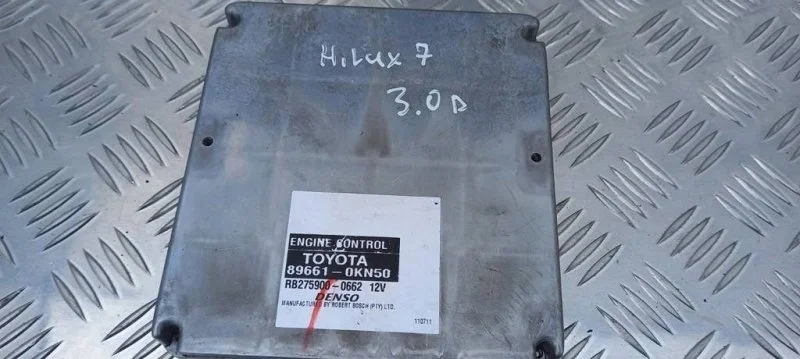 Hilux 7
3.0D
ENGINE CONTROL
TOYOTA
89661-0KN50
RB275900-0662 12V
DENSO
MANUFACTURED BY ROBERT BOSCH (PTY) LTD.
110711